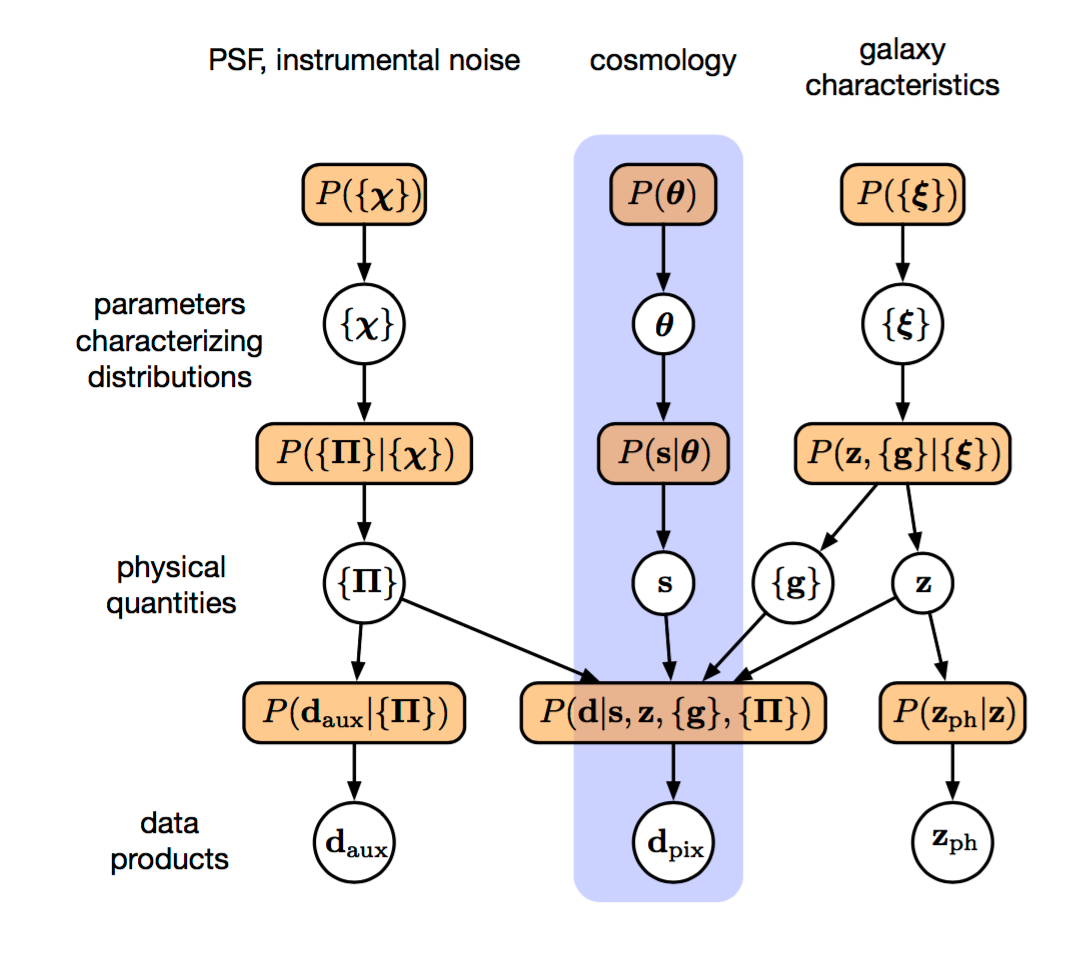 PSF, instrumental noise
cosmology
galaxy
characteristics
P({χ})
P(θ)
P({ξ})
parameters
characterizing
distributions
{χ}
θ
{ξ}
P({Π}|{χ})
P(s|θ)
P(z, {g}|{ξ})
physical
quantities
{Π}
s
{g}
z
P(d_aux|{Π})
P(d|s, z, {g}, {Π})
P(z_ph|z)
data
products
d_aux
d_pix
z_ph